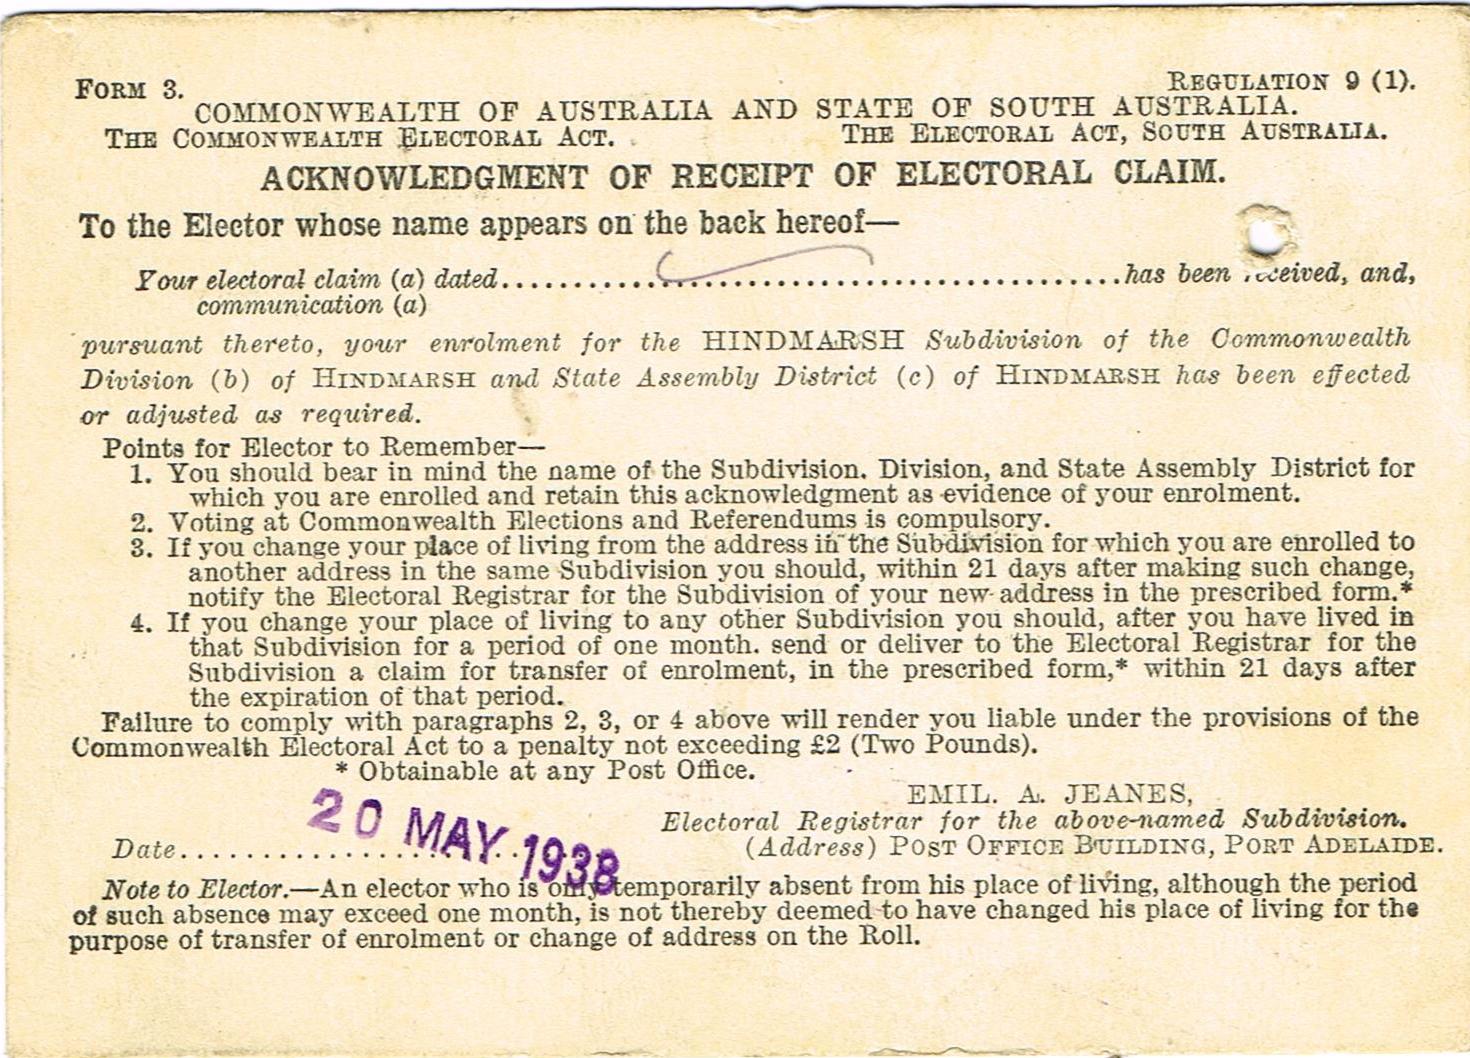 FORM 3.
REGULATION 9 (1).
COMMONWEALTH OF AUSTRALIA AND STATE OF SOUTH AUSTRALIA.
THE COMMONWEALTH ELECTORAL ACT. THE ELECTORAL ACT, SOUTH AUSTRALIA.
ACKNOWLEDGMENT OF RECEIPT OF ELECTORAL CLAIM.
To the Elector whose name appears on the back hereof—
Your electoral claim (a) dated............................................has been received, and,
communication (a)
pursuant thereto, your enrolment for the HINDMARSH Subdivision of the Commonwealth
Division (b) of HINDMARSH and State Assembly District (c) of HINDMARSH has been effected
or adjusted as required.
Points for Elector to Remember—
1. You should bear in mind the name of the Subdivision. Division, and State Assembly District for
which you are enrolled and retain this acknowledgment as evidence of your enrolment.
2. Voting at Commonwealth Elections and Referendums is compulsory.
3. If you change your place of living from the address in the Subdivision for which you are enrolled to
another address in the same Subdivision you should, within 21 days after making such change,
notify the Electoral Registrar for the Subdivision of your new address in the prescribed form.*
4. If you change your place of living to any other Subdivision you should, after you have lived in
that Subdivision for a period of one month. send or deliver to the Electoral Registrar for the
Subdivision a claim for transfer of enrolment, in the prescribed form,* within 21 days after
the expiration of that period.
Failure to comply with paragraphs 2, 3, or 4 above will render you liable under the provisions of the
Commonwealth Electoral Act to a penalty not exceeding £2 (Two Pounds).
* Obtainable at any Post Office.
EMIL. A. JEANES,
Electoral Registrar for the above-named Subdivision.
Date........................ 20 MAY 1938
(Address) POST OFFICE BUILDING, PORT ADELAIDE.
Note to Elector.—An elector who is only temporarily absent from his place of living, although the period
of such absence may exceed one month, is not thereby deemed to have changed his place of living for the
purpose of transfer of enrolment or change of address on the Roll.